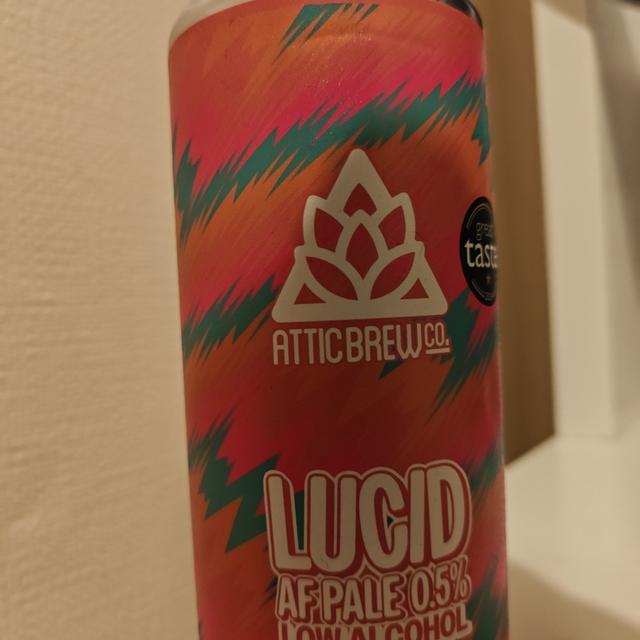 great
taste
ATTIC BREW CO.
LUCID
AF PALE 0.5%
LOW ALCOHOL